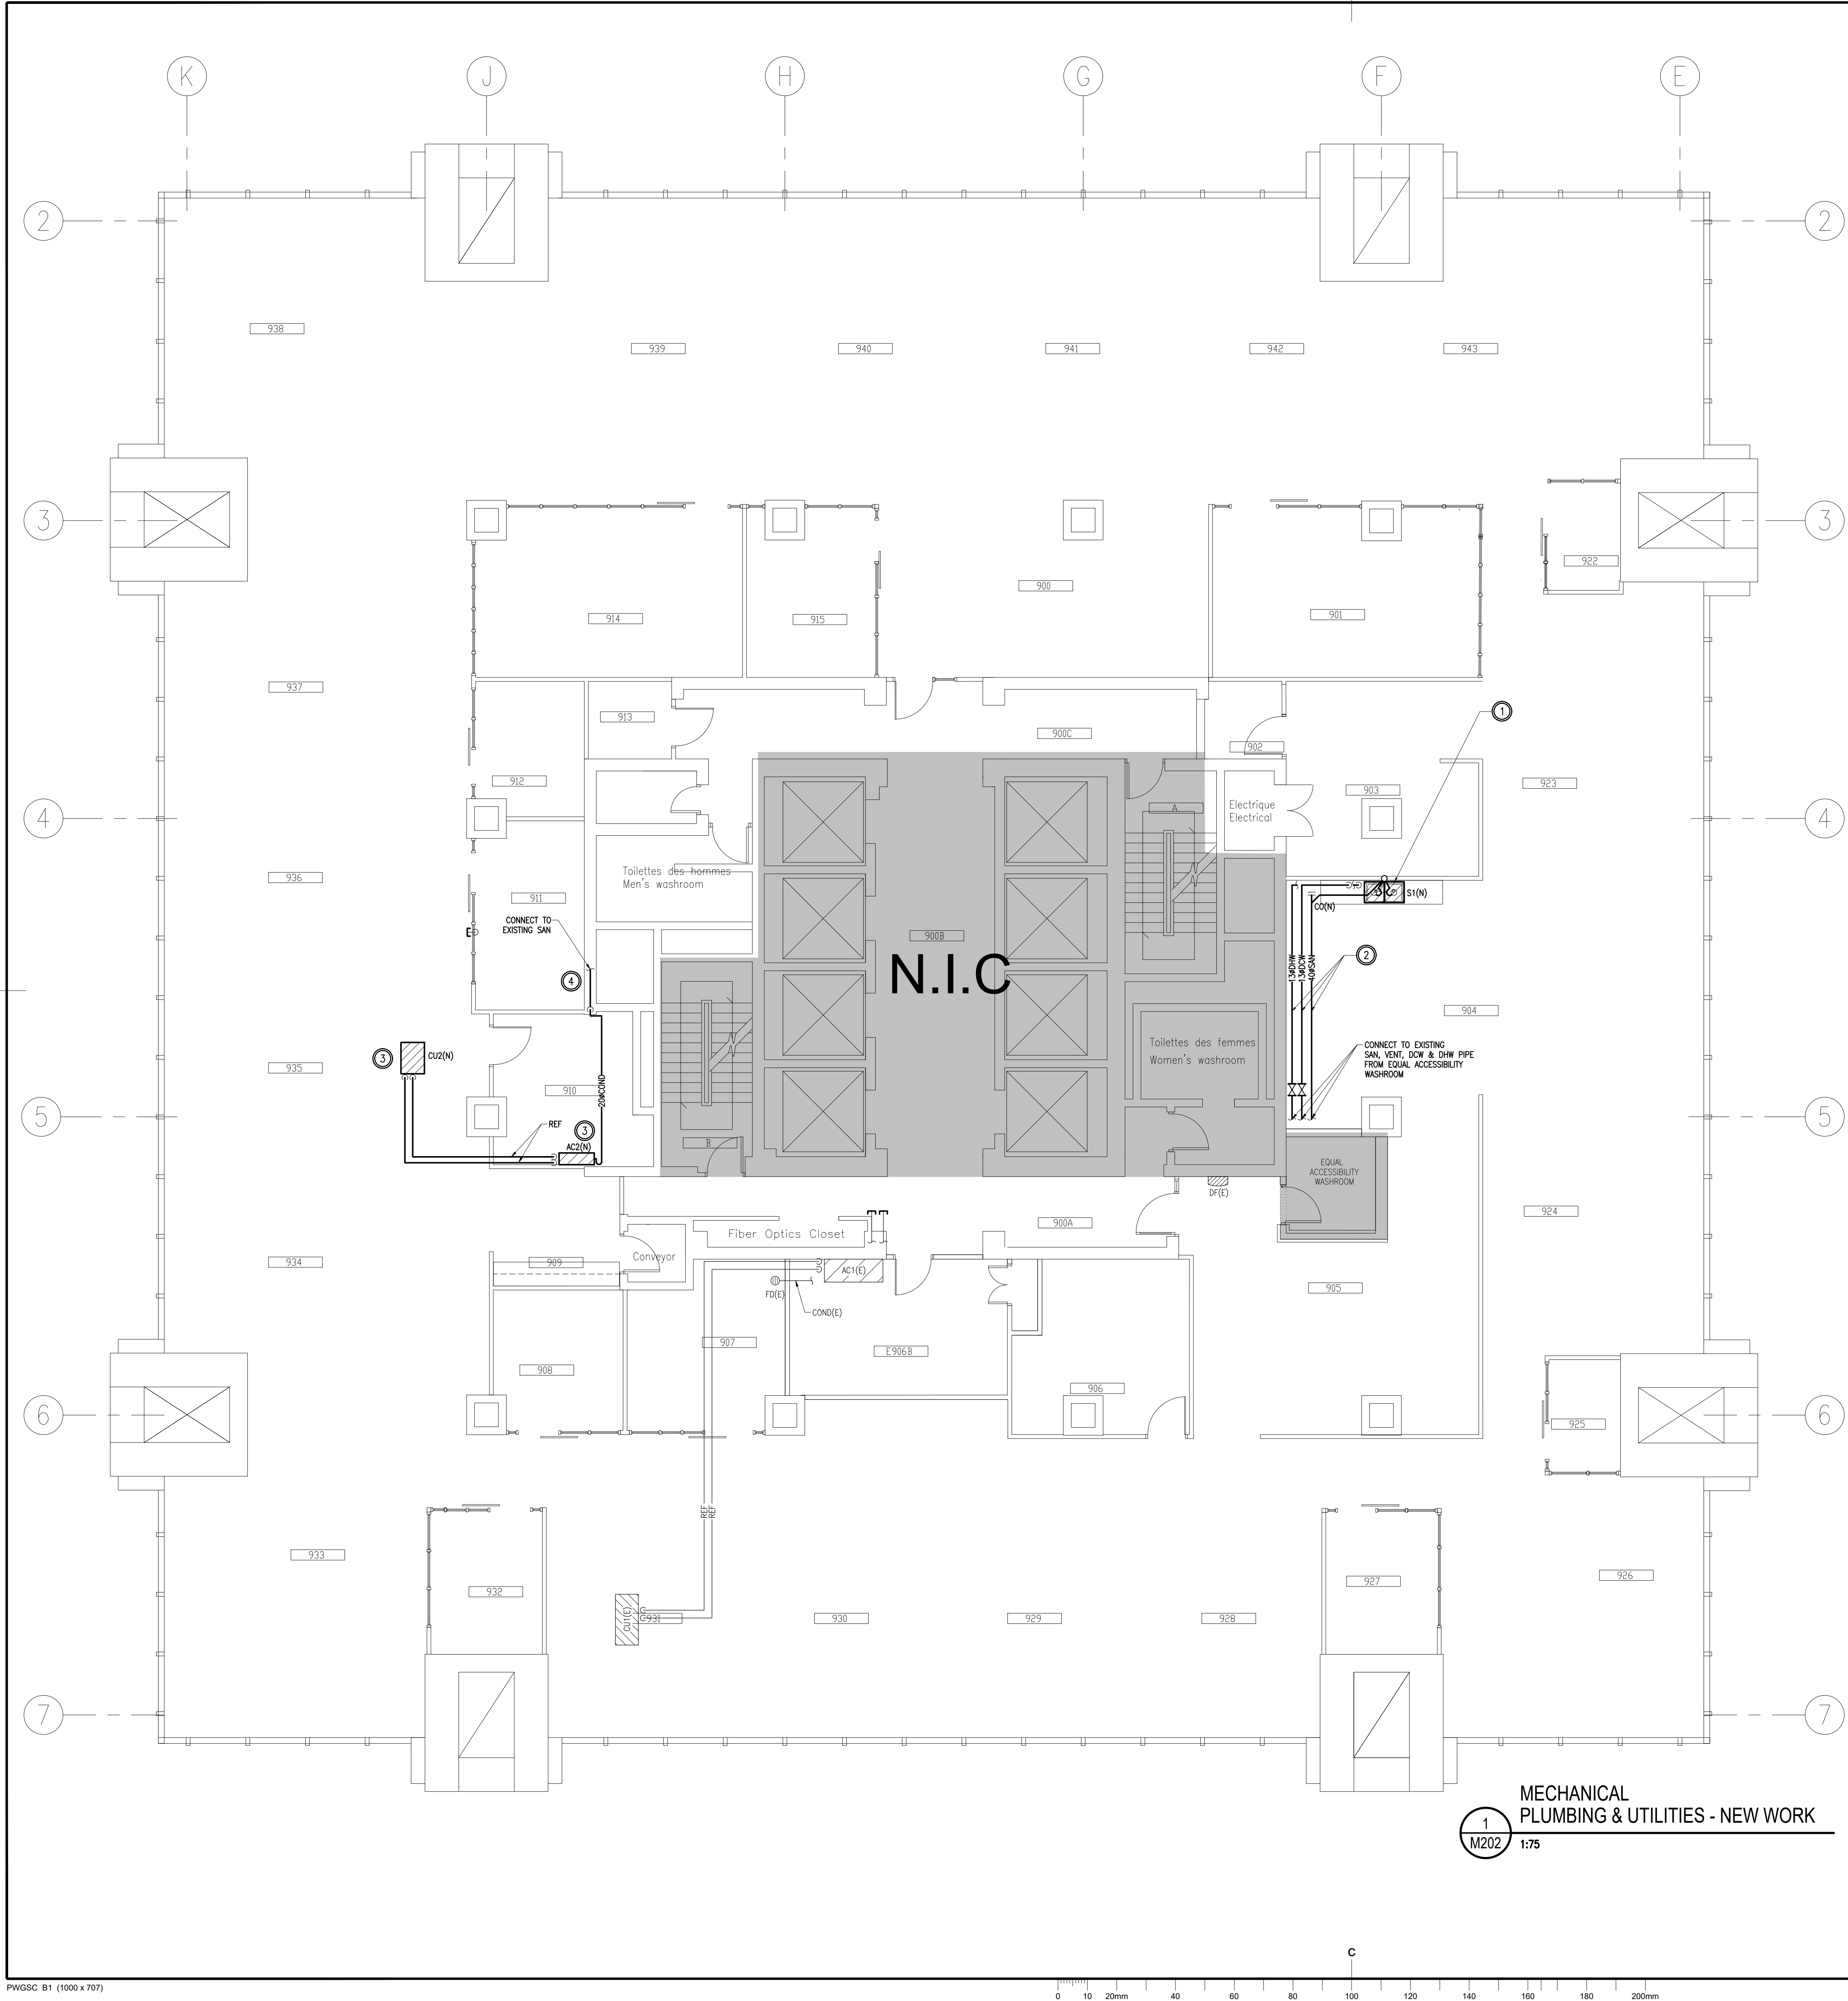 K J H G F E
2 2
938
939 940 941 942 943
3 3
922
900
914 915 901
937
1
913
900C
902
912
923
903
A
Electrique
Electrical
4 4
Toilettes des hommes
Men's washroom
936
911
S1(N)
CO(N)
CONNECT TO
EXISTING SAN
900B
N.I.C
2
13øDHW
13øDCW
40øSAN
4
904
Toilettes des femmes
Women's washroom
CONNECT TO EXISTING
SAN, VENT, DCW & DHW PIPE
FROM EQUAL ACCESSIBILITY
WASHROOM
3
CU2(N)
935
910
20øCOND
5 5
REF
3
AC2(N)
B
EQUAL
ACCESSIBILITY
WASHROOM
DF(E)
924
900A
Fiber Optics Closet
Conveyor
934
909
AC1(E)
FD(E)
COND(E)
905
907
E906B
908
906
6 6
925
REF
REF
933
932
927
926
CU1(E)
931
930 929 928
7 7
MECHANICAL
PLUMBING & UTILITIES - NEW WORK
1
M202
1:75
C
PWGSC B1 (1000 x 707)
0 10 20mm 40 60 80 100 120 140 160 180 200mm